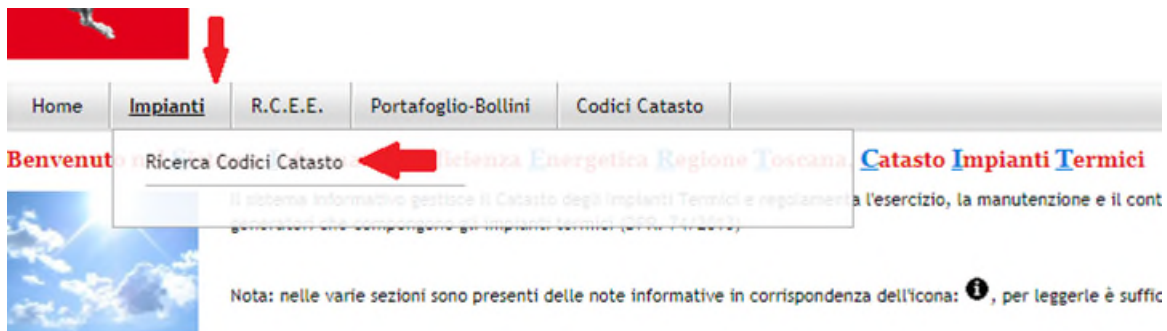 Home Impianti R.C.E.E. Portafoglio-Bollini Codici Catasto
Ricerca Codici Catasto
Benvenut Energetica Regione Toscana, Catasto Impianti Termici
Il sistema informativo gestisce il Catasto degli Impianti Termici e regolamenta l'esercizio, la manutenzione e il cont
generatori che compongono gli impianti termici (DPR. 74/2013)
Nota: nelle varie sezioni sono presenti delle note informative in corrispondenza dell'icona: , per leggerle è suffic